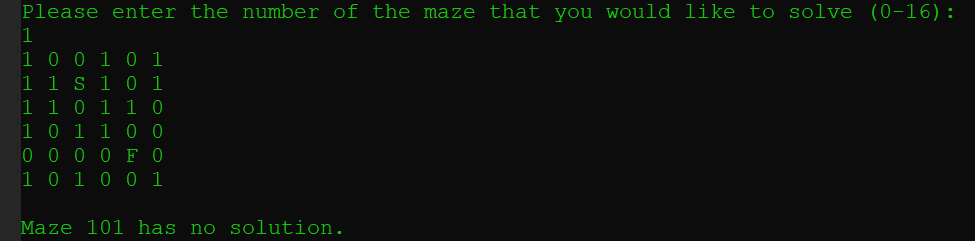 Please enter the number of the maze that you would like to solve (0-16):
1
1 0 0 1 0 1
1 1 S 1 0 1
1 1 0 1 1 0
1 0 1 1 0 0
0 0 0 0 F 0
1 0 1 0 0 1
Maze 101 has no solution.